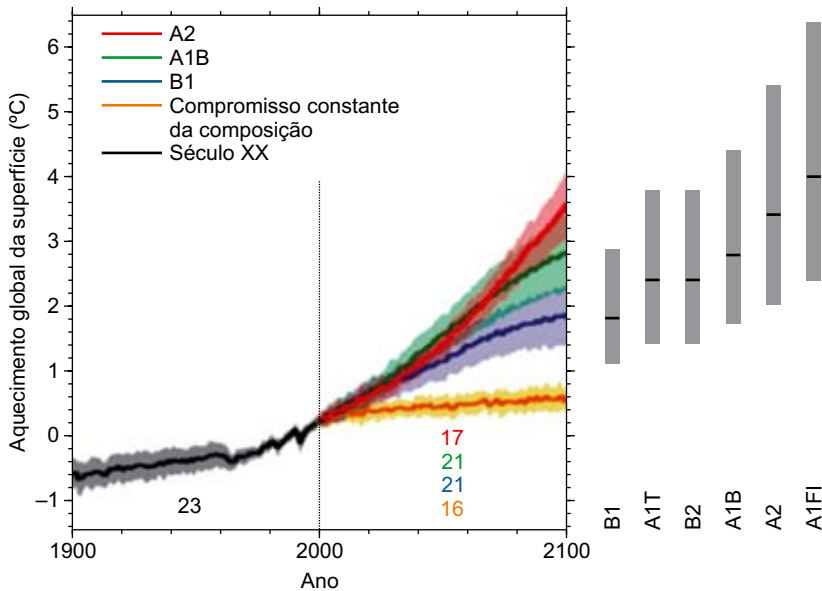 6
5
4
3
2
1
0
–1
Aquecimento global da superfície (ºC)
A2
A1B
B1
Compromisso constante
da composição
Século XX
23
17
21
21
16
1900
2000
2100
Ano
B1
A1T
B2
A1B
A2
A1FI